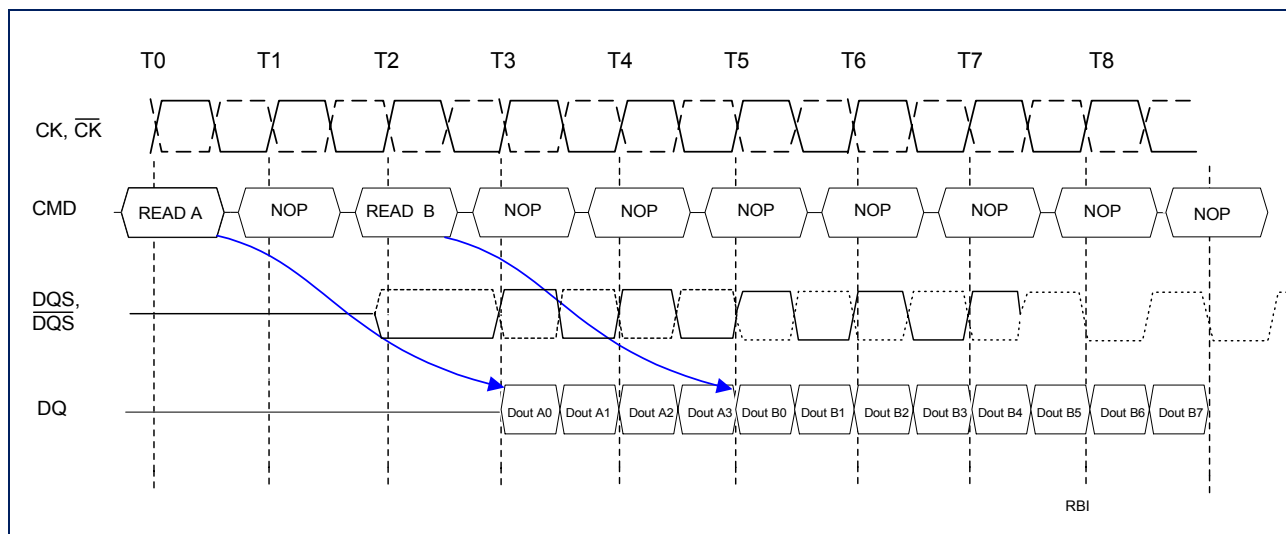 T0 T1 T2 T3 T4 T5 T6 T7 T8
CK, CK
CMD READ A NOP READ B NOP NOP NOP NOP NOP NOP NOP
DQS,
DQS
DQ Dout A0 Dout A1 Dout A2 Dout A3 Dout B0 Dout B1 Dout B2 Dout B3 Dout B4 Dout B5 Dout B6 Dout B7
RBI